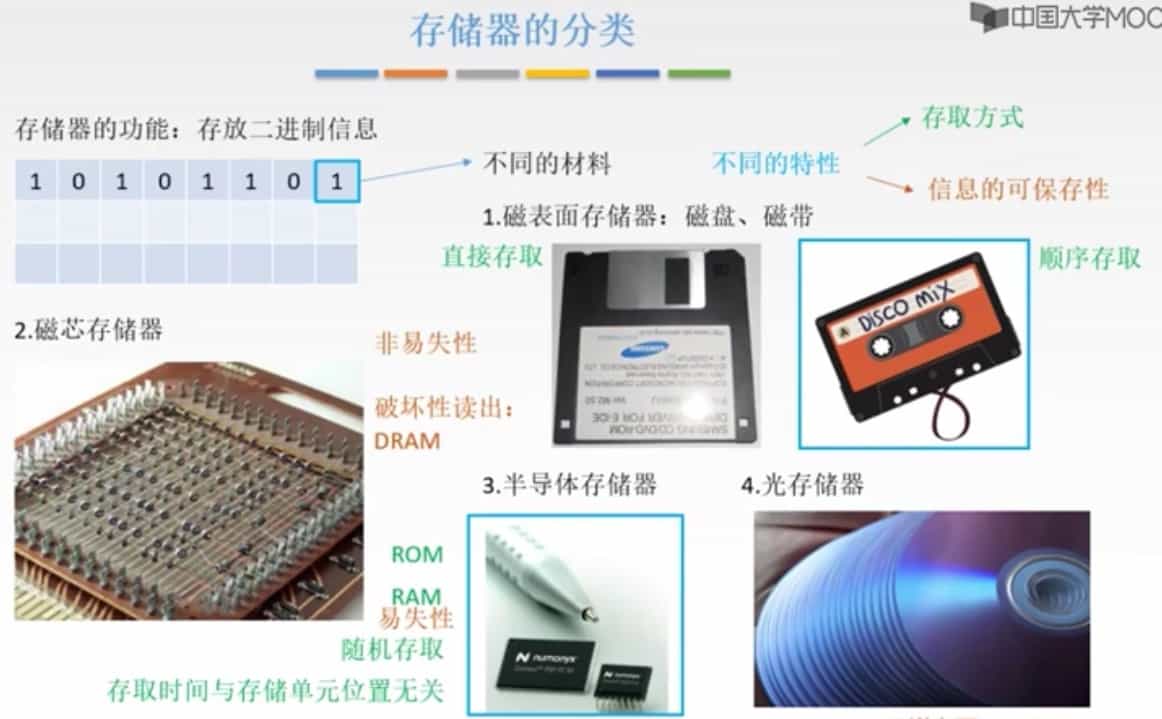 中国大学MOO
存储器的分类
存储器的功能：存放二进制信息
1 0 1 0 1 1 0 1
不同的材料
不同的特性
存取方式
信息的可保存性
1.磁表面存储器：磁盘、磁带
直接存取
顺序存取
DISCO MIX
A
SAMSUNG
SAMSUNG CD/DVD-ROM
2.磁芯存储器
非易失性
破坏性读出：
DRAM
3.半导体存储器
4.光存储器
ROM
RAM
易失性
随机存取
存取时间与存储单元位置无关
numonyx